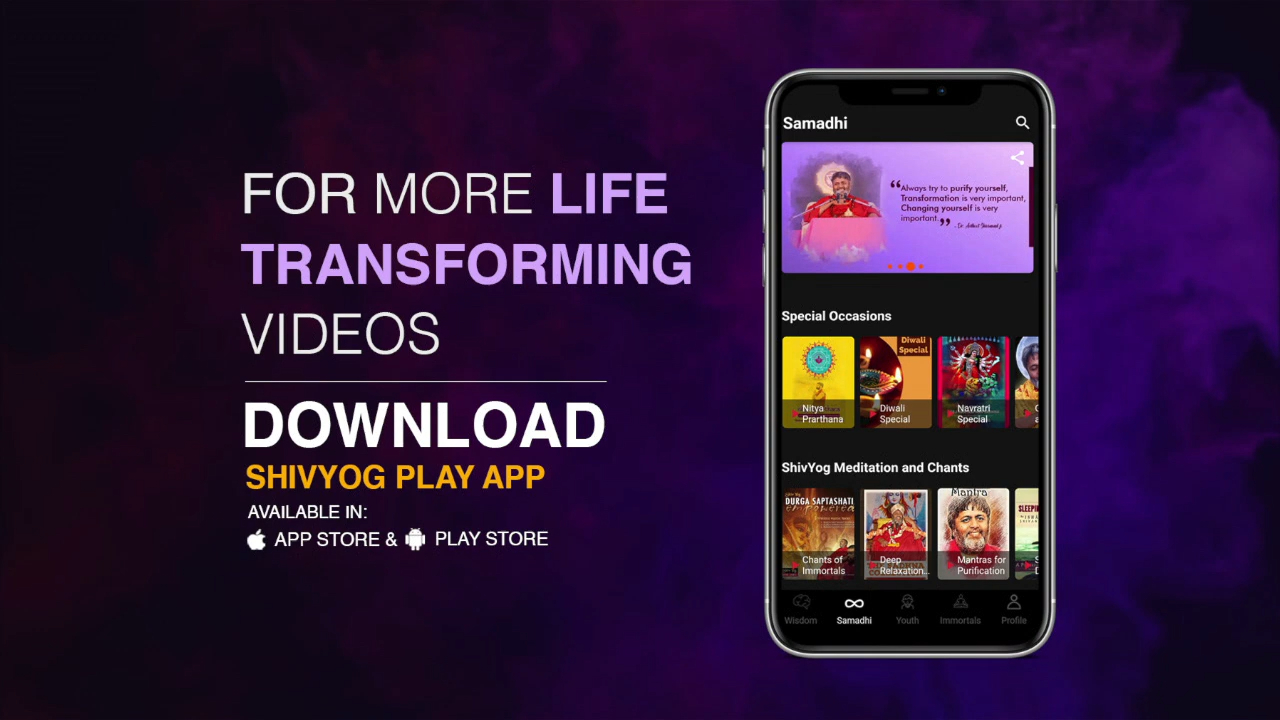 FOR MORE LIFE
TRANSFORMING
VIDEOS
DOWNLOAD
SHIVYOG PLAY APP
AVAILABLE IN:
APP STORE & PLAY STORE
Samadhi
“Always try to purify yourself,
Transformation is very important,
Changing yourself is very
important.”
Special Occasions
Diwali
Special
Nitya
Prarthana
Diwali
Special
Navratri
Special
ShivYog Meditation and Chants
DURGA SAPTASHATI
Mantra
Chants of
Immortals
Deep
Relaxation...
Mantras for
Purification
Wisdom
Samadhi
Youth
Immortals
Profile